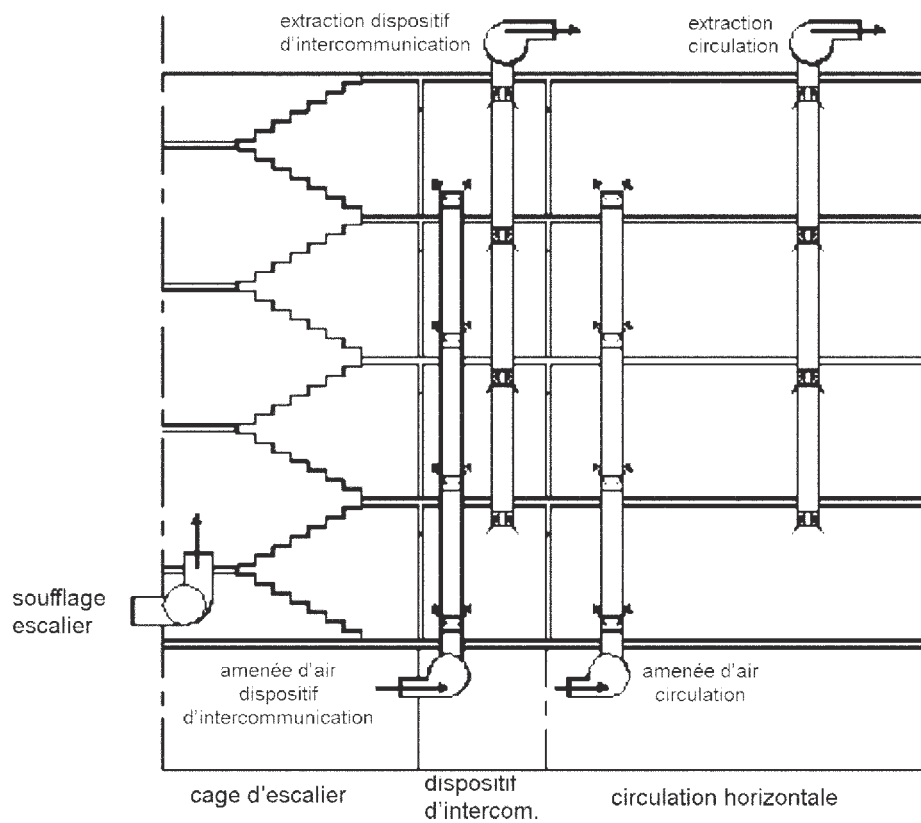 extraction dispositif
d'intercommunication
extraction
circulation
soufflage
escalier
amenée d'air
dispositif
d'intercommunication
amenée d'air
circulation
cage d'escalier
dispositif
d'intercom.
circulation horizontale